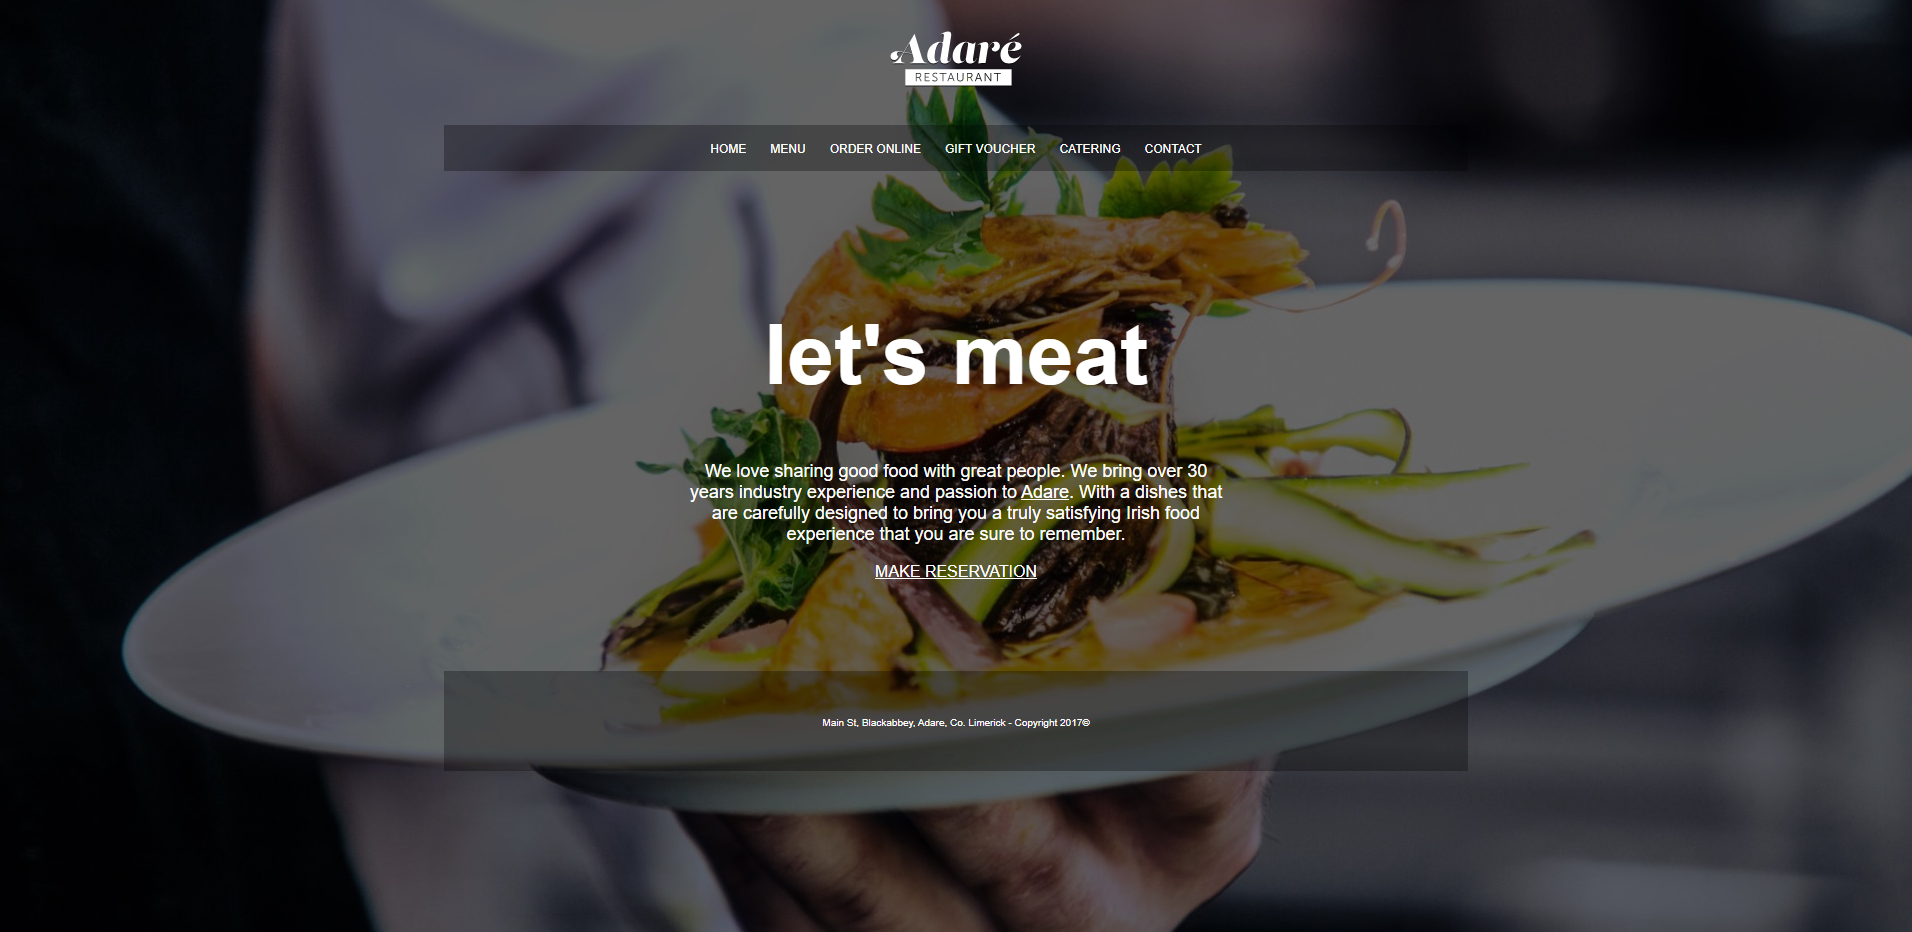 Adaré
RESTAURANT
HOME MENU ORDER ONLINE GIFT VOUCHER CATERING CONTACT
let's meat
We love sharing good food with great people. We bring over 30
years industry experience and passion to Adare. With a dishes that
are carefully designed to bring you a truly satisfying Irish food
experience that you are sure to remember.
MAKE RESERVATION
Main St, Blackabbey, Adare, Co. Limerick - Copyright 2017©